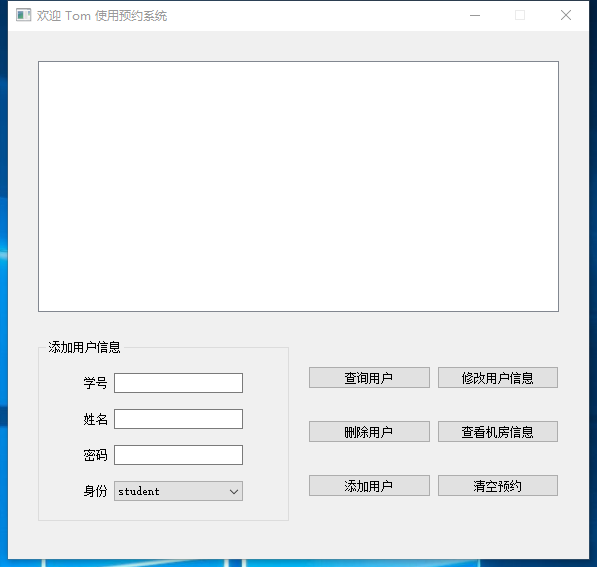 欢迎 Tom 使用预约系统
添加用户信息
学号
姓名
密码
身份 student
查询用户 修改用户信息
删除用户 查看机房信息
添加用户 清空预约